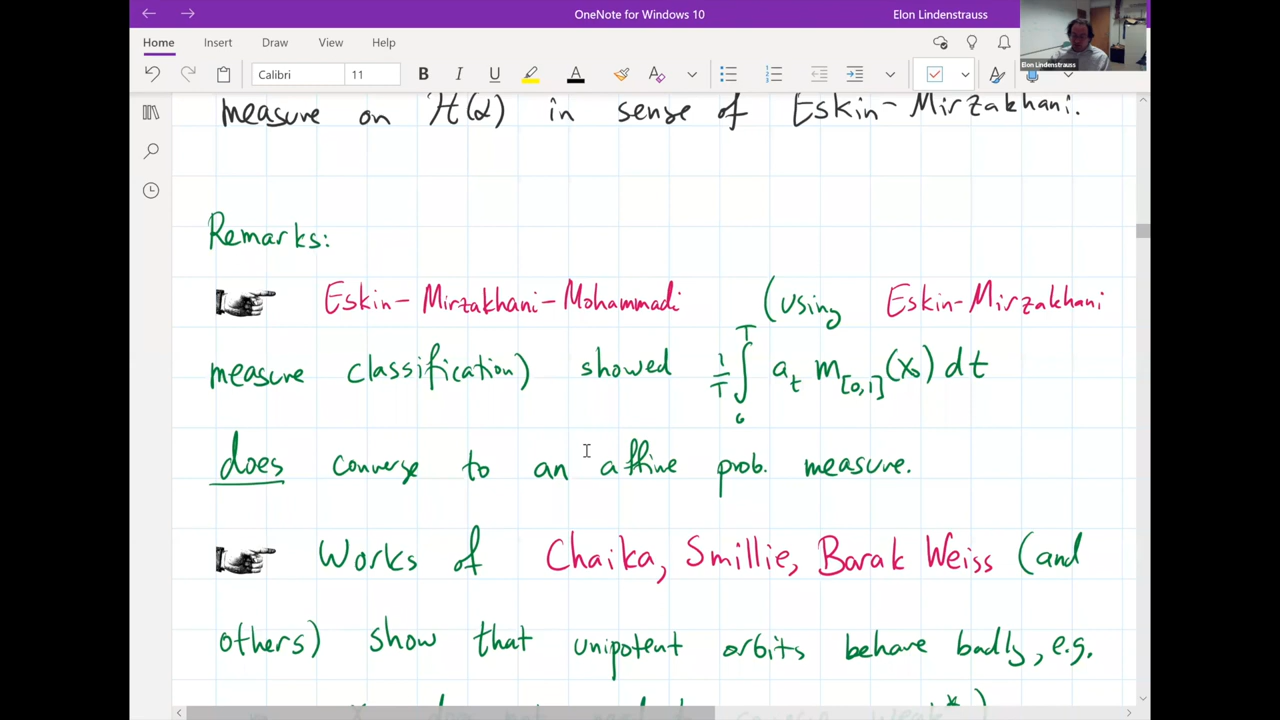 OneNote for Windows 10
Elon Lindenstrauss
Elon Lindenstrauss
Home Insert Draw View Help
Calibri 11 B I U A
measure on H(α) in sense of Eskin-Mirzakhani.
Remarks:
Eskin-Mirzakhani-Mohammadi (using Eskin-Mirzakhani
measure classification) showed 1/T ∫₀ᵀ a_t m_[0,1](x₀) dt
does converge to an affine prob. measure.
Works of Chaika, Smillie, Barak Weiss (and
others) show that unipotent orbits behave badly, e.g.